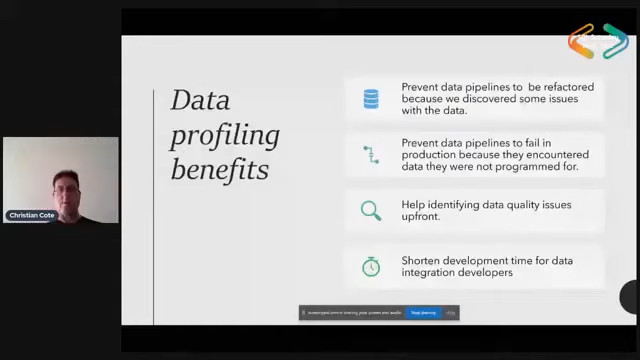 Data
profiling
benefits
Prevent data pipelines to be refactored
because we discovered some issues
with the data.
Prevent data pipelines to fail in
production because they encountered
data they were not programmed for.
Help identifying data quality issues
upfront.
Shorten development time for data
integration developers
Christian Cote
Stop sharing